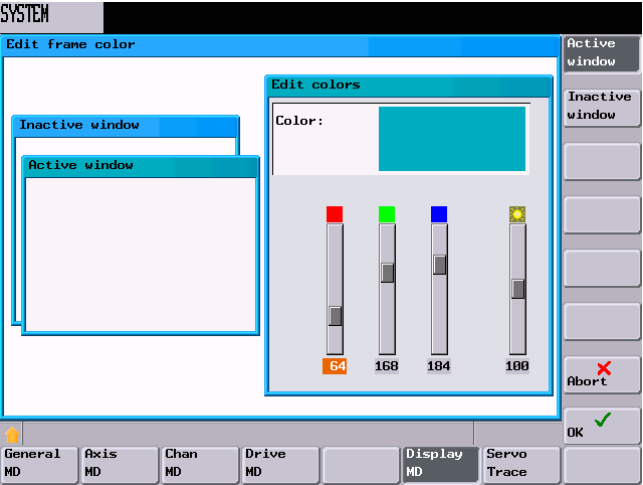 SYSTEM
Edit frame color
Active
window
Edit colors
Inactive
window
Color:
Inactive window
Active window
64 168 184 100
Abort
OK
General
MD
Axis
MD
Chan
MD
Drive
MD
Display
MD
Servo
Trace